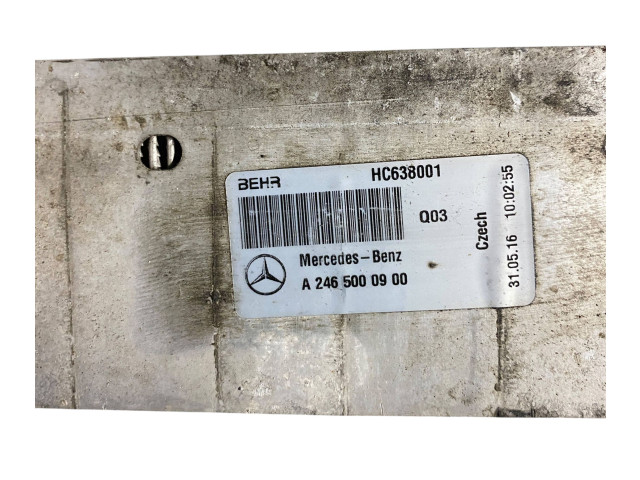 BEHR HC638001
Q03
Mercedes-Benz
A 246 500 09 00
Czech
31.05.16 10:02:55